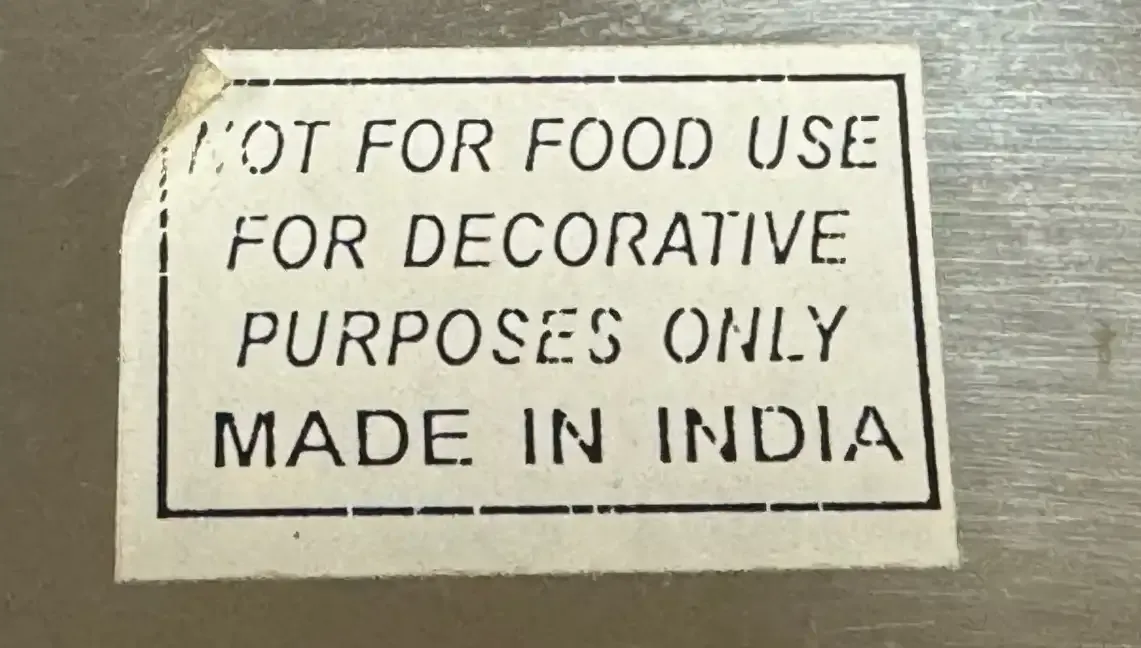 NOT FOR FOOD USE
FOR DECORATIVE
PURPOSES ONLY
MADE IN INDIA